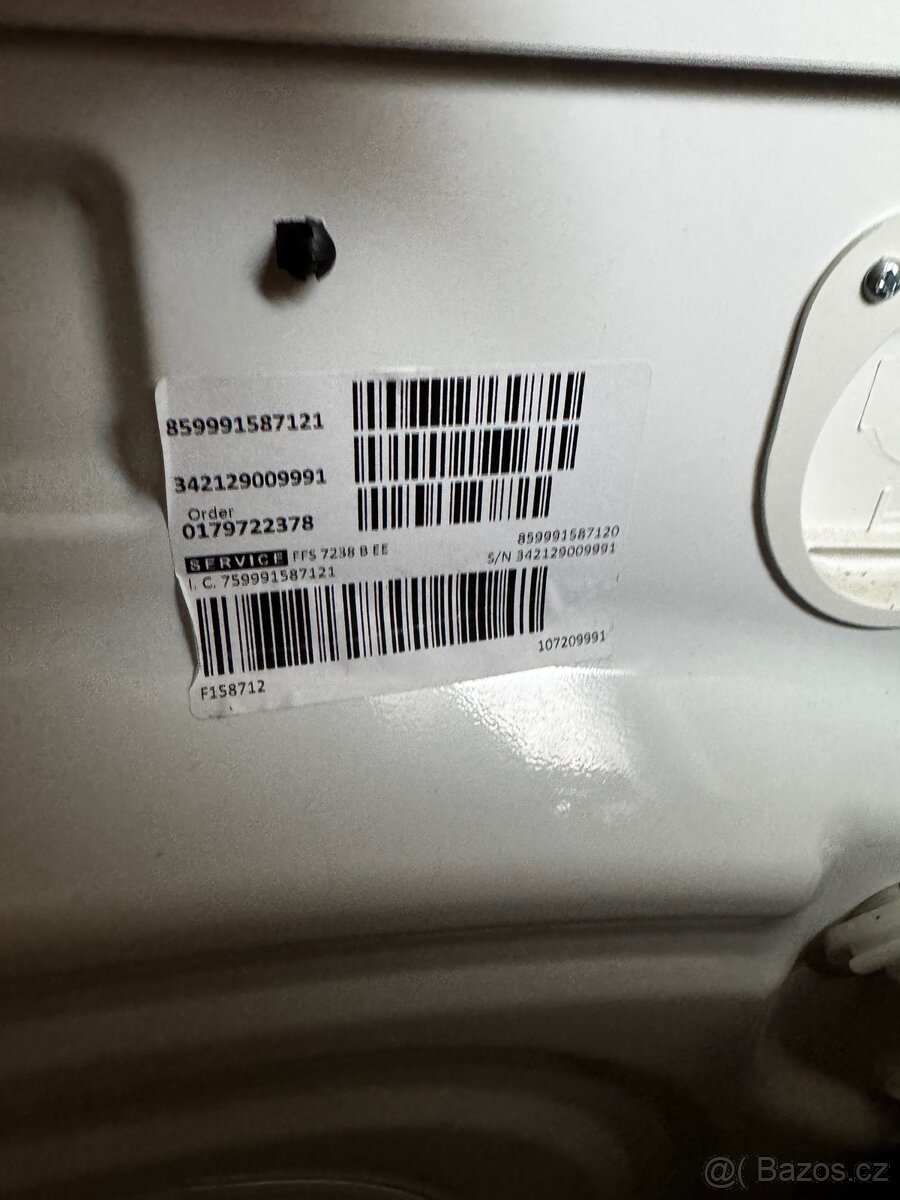 859991587121
342129009991
Order
0179722378
859991587120
SERVICE FFS 7238 B EE
S/N 342129009991
I. C. 759991587121
107209991
F158712
@( Bazos.cz